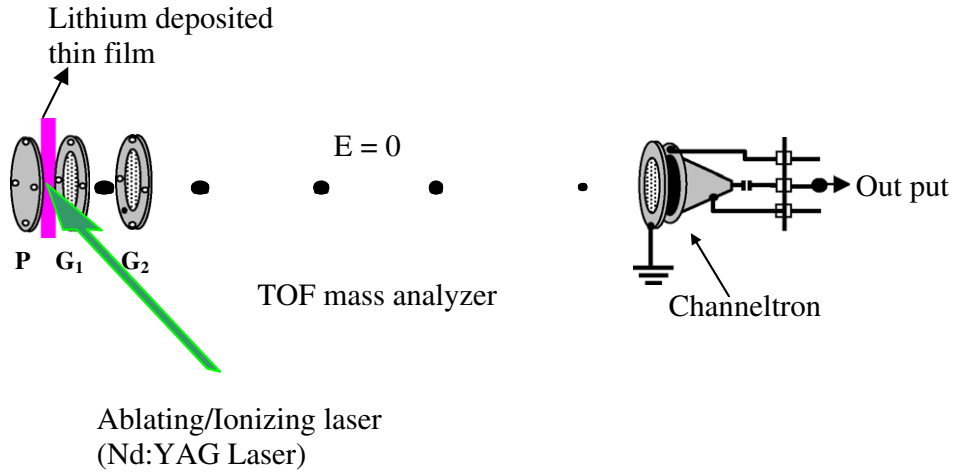 Lithium deposited
thin film
E = 0
Out put
P G₁ G₂
TOF mass analyzer
Channeltron
Ablating/Ionizing laser
(Nd:YAG Laser)